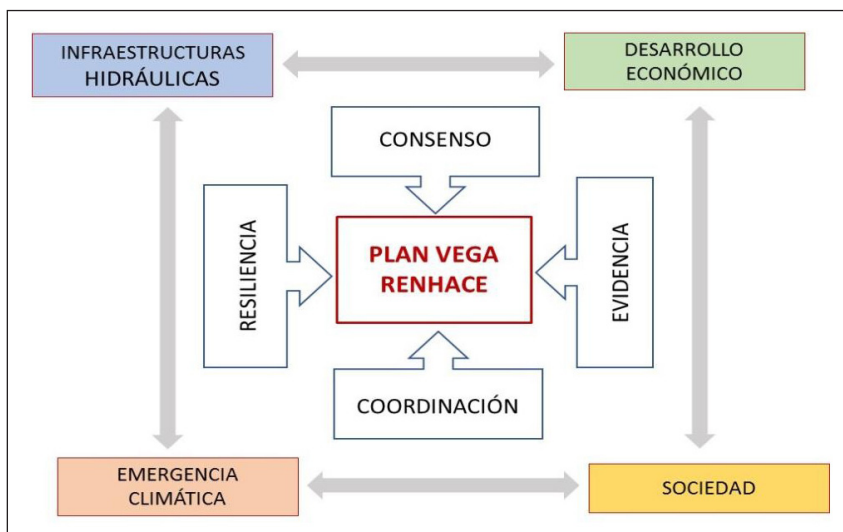 INFRAESTRUCTURAS
HIDRÁULICAS
DESARROLLO
ECONÓMICO
CONSENSO
RESILIENCIA
PLAN VEGA
RENHACE
EVIDENCIA
COORDINACIÓN
EMERGENCIA
CLIMÁTICA
SOCIEDAD